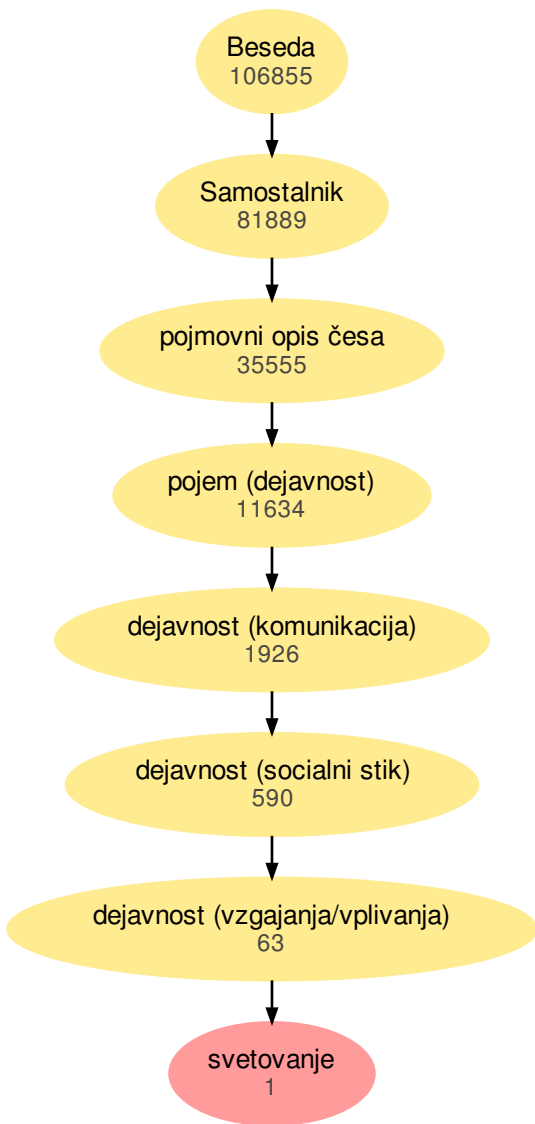 Beseda
106855
Samostalnik
81889
pojmovni opis česa
35555
pojem (dejavnost)
11634
dejavnost (komunikacija)
1926
dejavnost (socialni stik)
590
dejavnost (vzgajanja/vplivanja)
63
svetovanje
1